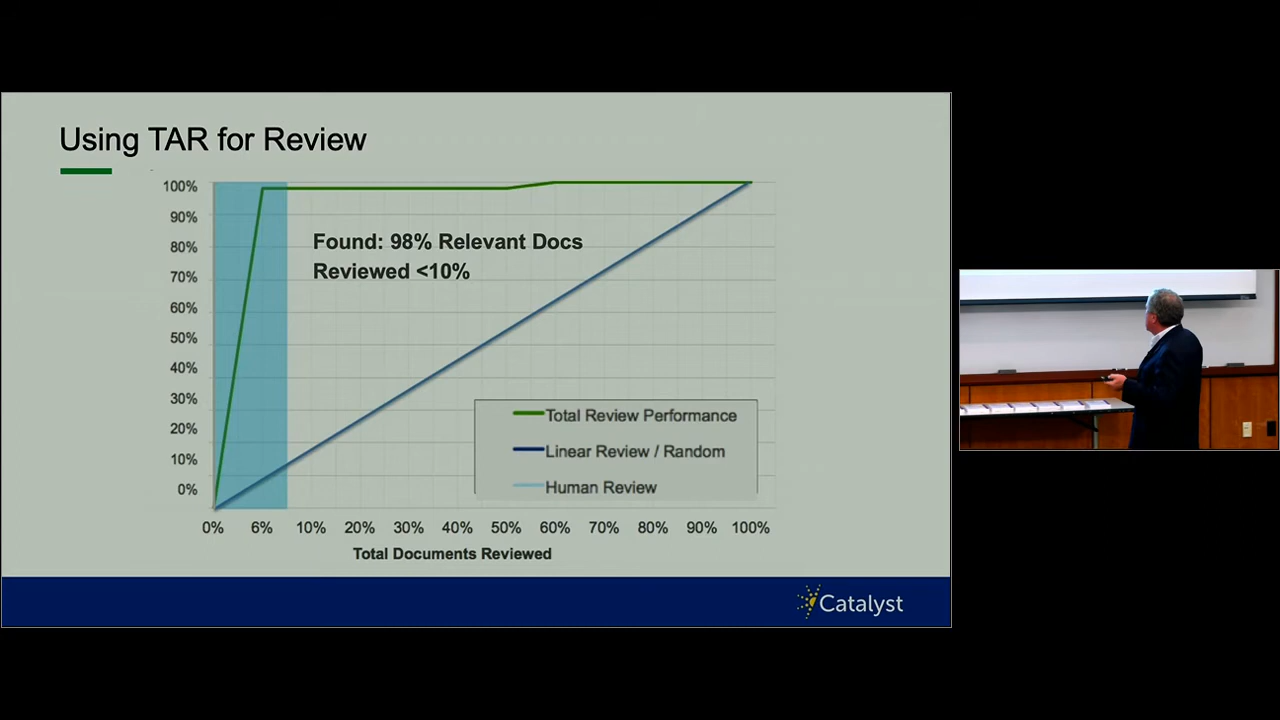 Using TAR for Review
100%
90%
80%
70%
60%
50%
40%
30%
20%
10%
0%
Found: 98% Relevant Docs
Reviewed <10%
Total Review Performance
Linear Review / Random
Human Review
0% 6% 10% 20% 30% 40% 50% 60% 70% 80% 90% 100%
Total Documents Reviewed
Catalyst